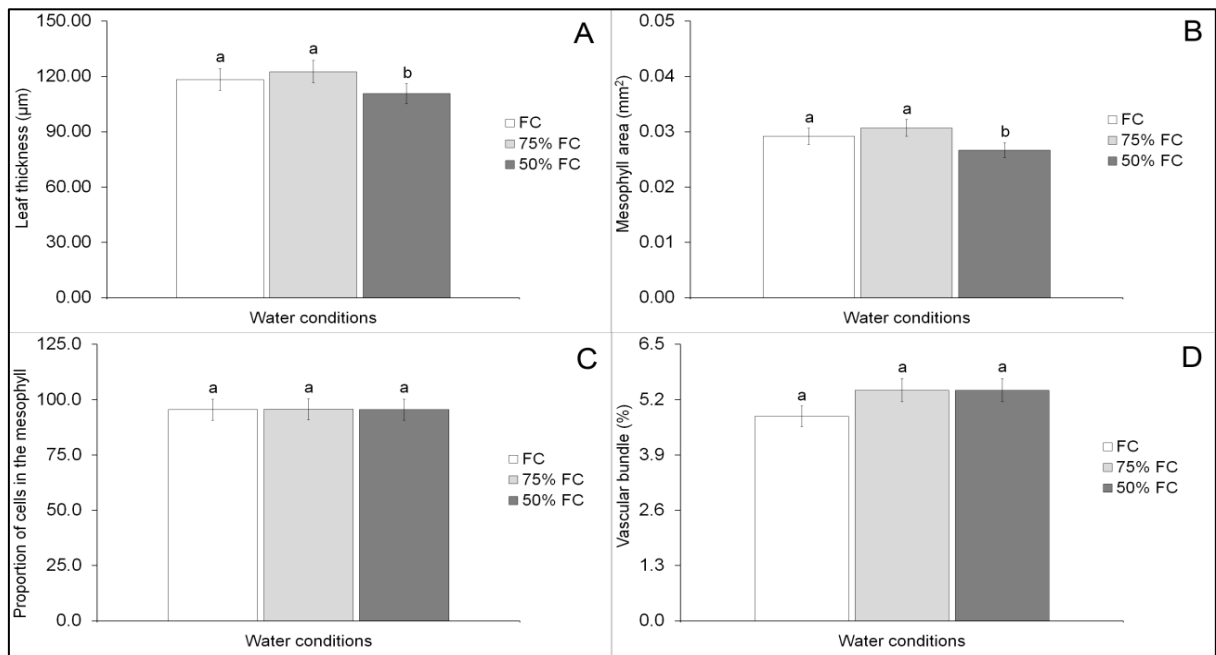 A
Leaf thickness (µm)
150.00
120.00
90.00
60.00
30.00
0.00
a
a
b
FC
75% FC
50% FC
Water conditions
B
Mesophyll area (mm²)
0.05
0.04
0.03
0.02
0.01
0.00
a
a
b
FC
75% FC
50% FC
Water conditions
C
Proportion of cells in the mesophyll
125.0
100.0
75.0
50.0
25.0
0.0
a
a
a
FC
75% FC
50% FC
Water conditions
D
Vascular bundle (%)
6.5
5.2
3.9
2.6
1.3
0.0
a
a
a
FC
75% FC
50% FC
Water conditions